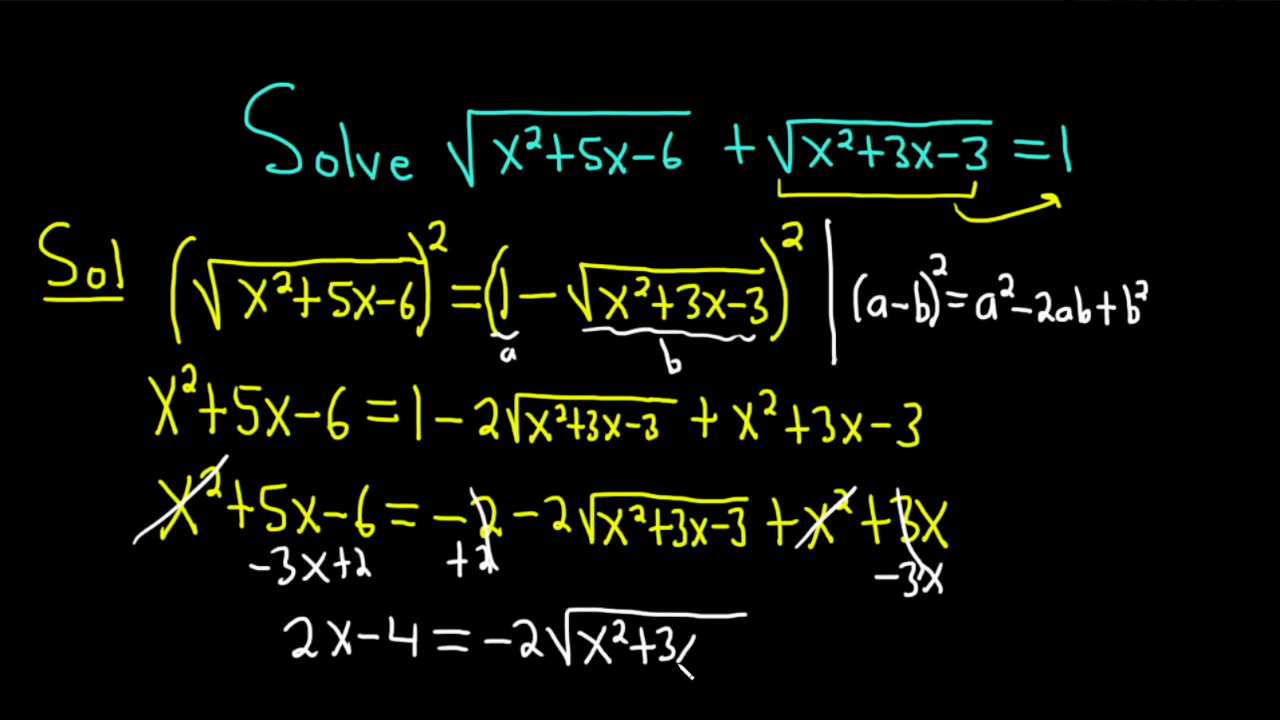 Solve √(x²+5x-6) + √(x²+3x-3) = 1
Sol (√(x²+5x-6))² = (1 - √(x²+3x-3))² | (a-b)² = a² - 2ab + b²
a b
x²+5x-6 = 1 - 2√(x²+3x-3) + x²+3x-3
x²+5x-6 = -2 - 2√(x²+3x-3) + x² + 3x
-3x+2 +2 -3x
2x-4 = -2√(x²+3